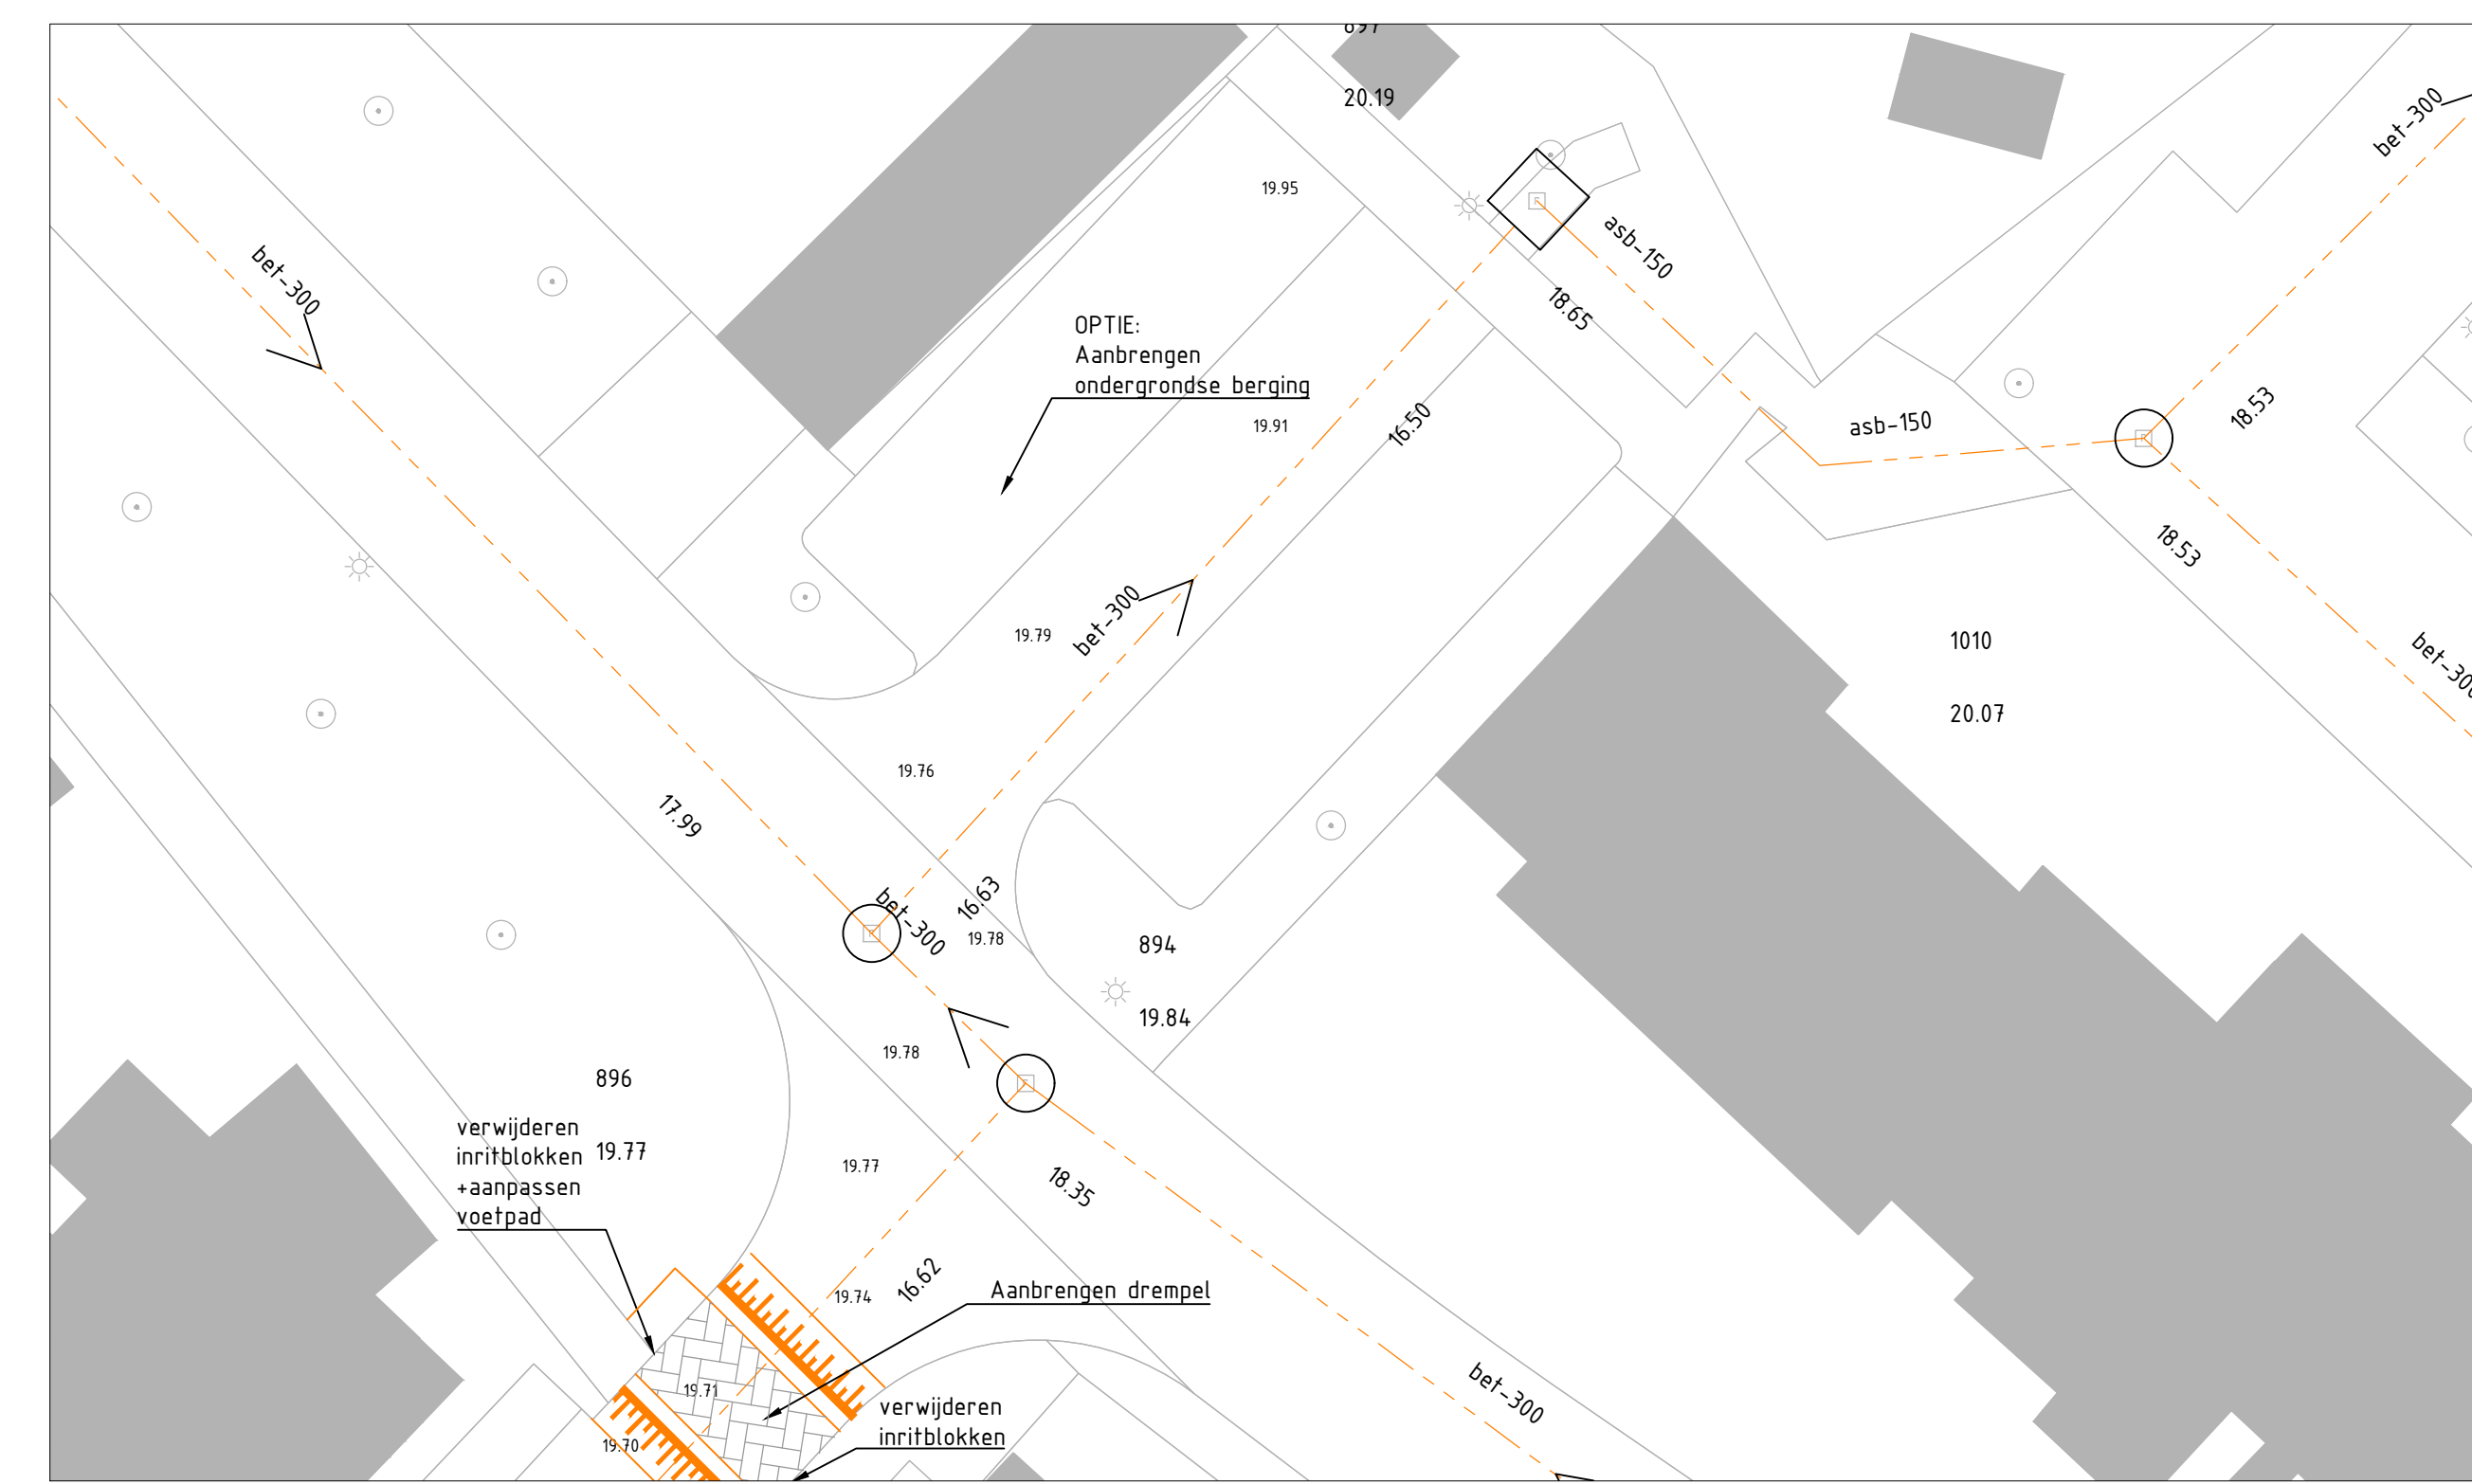 897
20.19
bet-300
19.95
asb-150
bet-300
18.65
OPTIE:
Aanbrengen
ondergrondse berging
19.91
16.50
asb-150
18.53
18.53
19.79
bet-300
1010
20.07
bet-300
19.76
17.99
16.63
bet-300
19.78
894
19.84
19.78
896
19.77
verwijderen
inritblokken
+aanpassen
voetpad
19.77
18.35
16.62
19.74
Aanbrengen drempel
19.71
verwijderen
inritblokken
19.70
bet-300